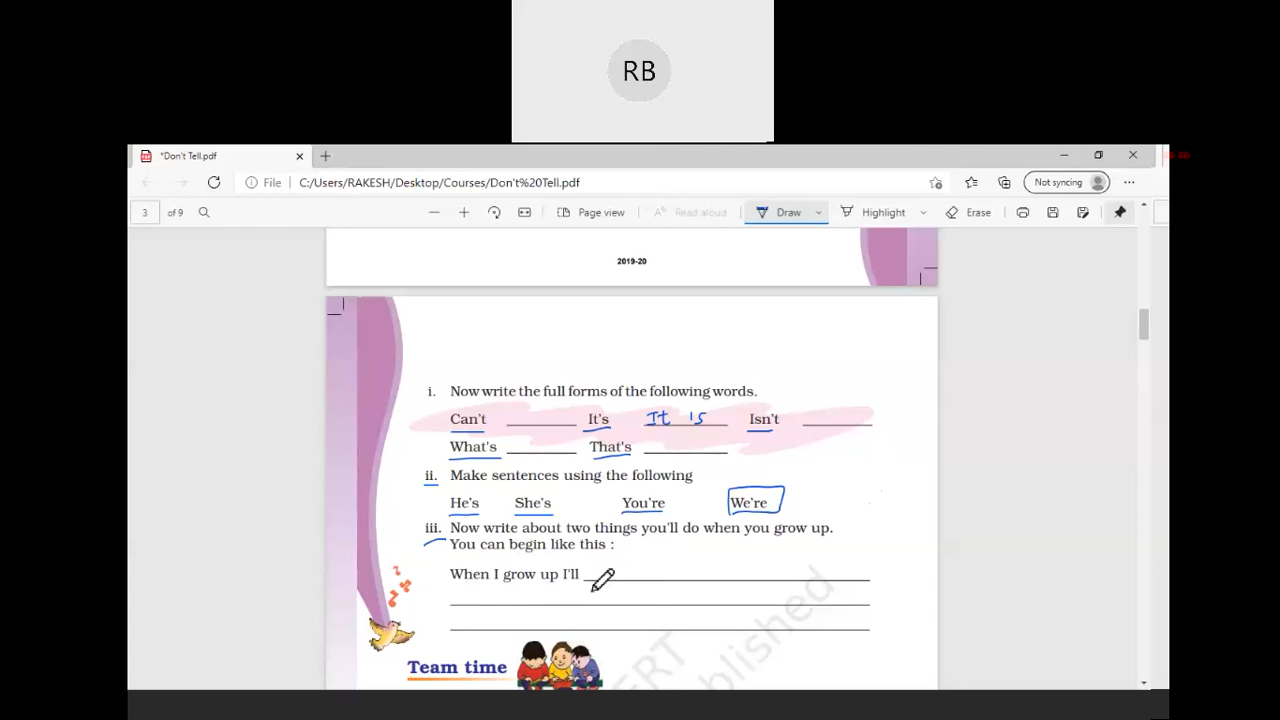 RB
*Don't Tell.pdf
File C:/Users/RAKESH/Desktop/Courses/Don't%20Tell.pdf Not syncing
3 of 9 Page view Read aloud Draw Highlight Erase
2019-20
i. Now write the full forms of the following words.
Can't It's It is Isn't
What's That's
ii. Make sentences using the following
He's She's You're We're
iii. Now write about two things you'll do when you grow up.
You can begin like this :
When I grow up I'll
Team time